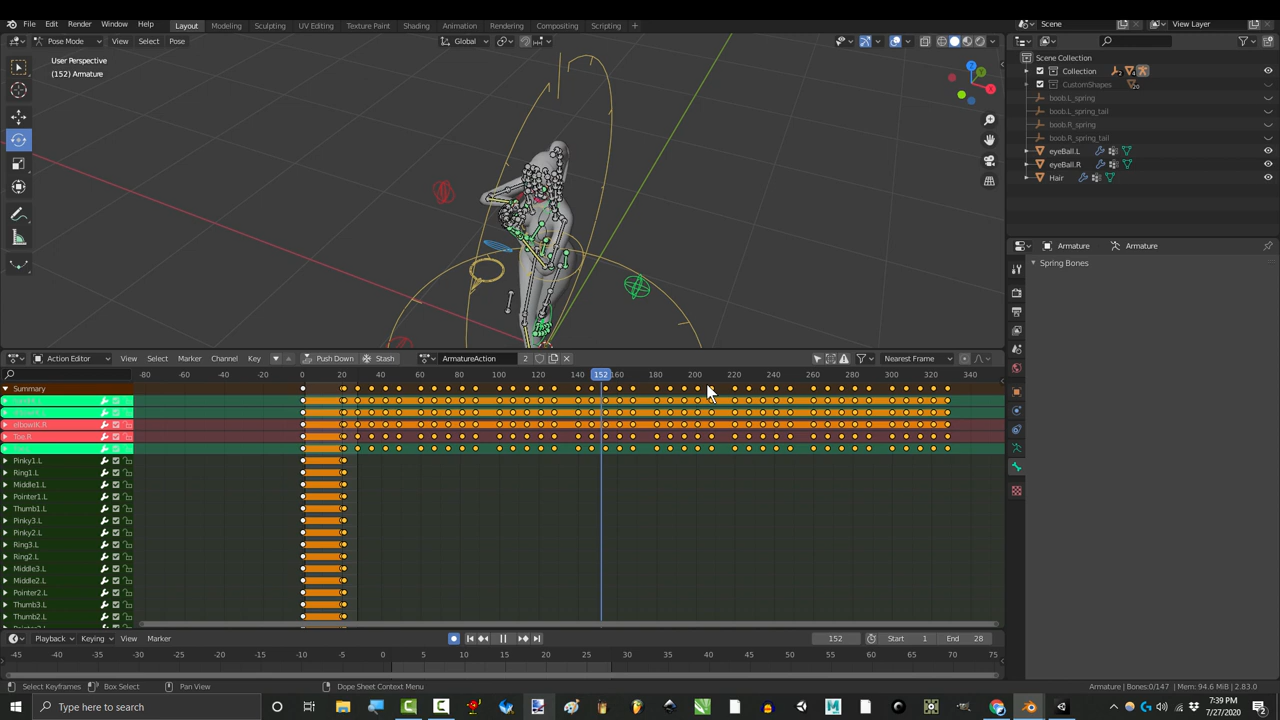 File Edit Render Window Help Layout Modeling Sculpting UV Editing Texture Paint Shading Animation Rendering Compositing Scripting + Scene View Layer
Pose Mode View Select Pose Global
User Perspective
(152) Armature
Z Y X
Scene Collection
Collection
CustomShapes 20
boob.L_spring
boob.L_spring_tail
boob.R_spring
boob.R_spring_tail
eyeBall.L
eyeBall.R
Hair
Armature Armature
Spring Bones
Action Editor View Select Marker Channel Key Push Down Stash ArmatureAction 2 Nearest Frame
-80 -60 -40 -20 0 20 40 60 80 100 120 140 152 160 180 200 220 240 260 280 300 320 340
Summary
elbowIK.R
Toe.R
Pinky1.L
Ring1.L
Middle1.L
Pointer1.L
Thumb1.L
Pinky3.L
Pinky2.L
Ring3.L
Ring2.L
Middle3.L
Middle2.L
Pointer2.L
Thumb3.L
Thumb2.L
Playback Keying View Marker 152 Start 1 End 28
-45 -40 -35 -30 -25 -20 -15 -10 -5 0 5 10 15 20 25 30 35 40 45 50 55 60 65 70 75
Select Keyframes Box Select Pan View Dope Sheet Context Menu Armature | Bones:0/147 | Mem: 94.6 MiB | 2.83.0
Type here to search 7:39 PM
7/27/2020